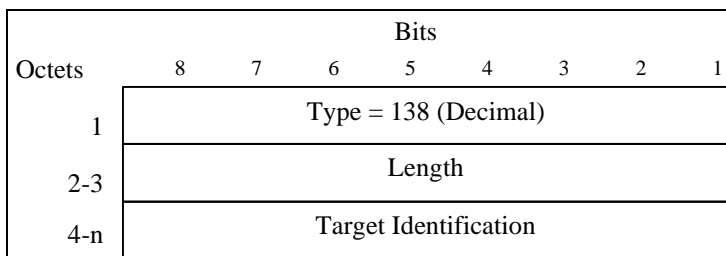 Bits
Octets 8 7 6 5 4 3 2 1
1 Type = 138 (Decimal)
2-3 Length
4-n Target Identification